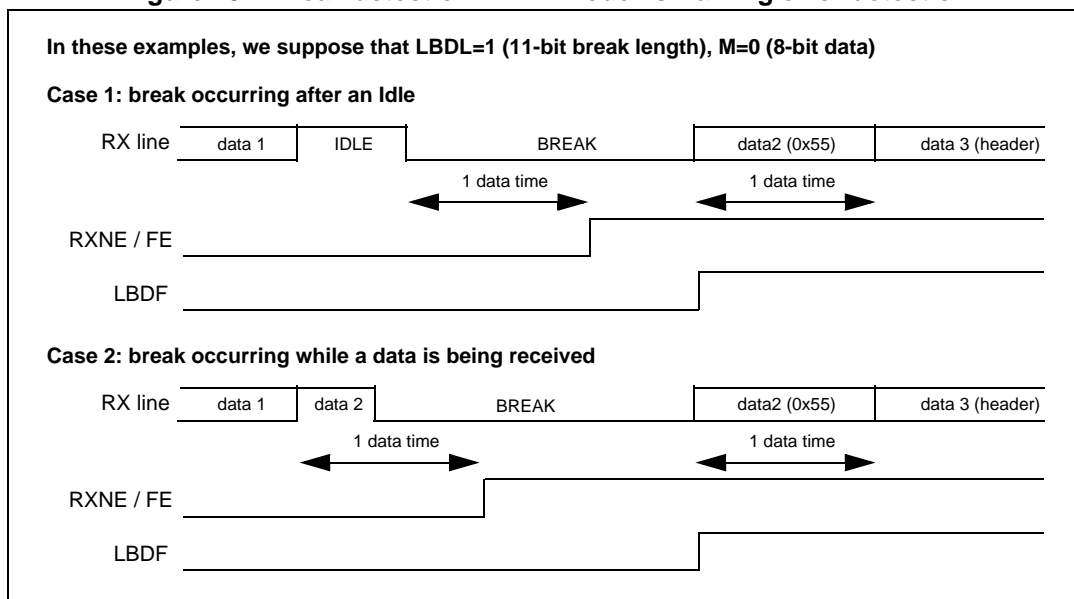 In these examples, we suppose that LBDL=1 (11-bit break length), M=0 (8-bit data)
Case 1: break occurring after an Idle
RX line data 1 IDLE BREAK data2 (0x55) data 3 (header)
1 data time 1 data time
RXNE / FE
LBDF
Case 2: break occurring while a data is being received
RX line data 1 data 2 BREAK data2 (0x55) data 3 (header)
1 data time 1 data time
RXNE / FE
LBDF